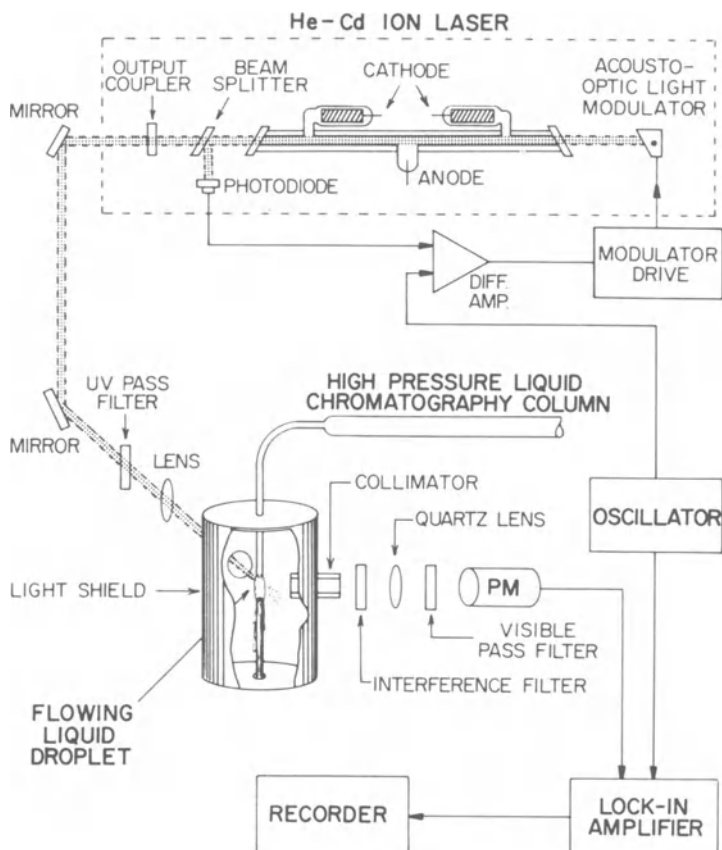 He-Cd ION LASER
OUTPUT
COUPLER
BEAM
SPLITTER
CATHODE
ACOUSTO-
OPTIC LIGHT
MODULATOR
MIRROR
PHOTODIODE
ANODE
DIFF.
AMP.
MODULATOR
DRIVE
UV PASS
FILTER
MIRROR
LENS
HIGH PRESSURE LIQUID
CHROMATOGRAPHY COLUMN
COLLIMATOR
QUARTZ LENS
OSCILLATOR
LIGHT SHIELD
PM
VISIBLE
PASS FILTER
INTERFERENCE FILTER
FLOWING
LIQUID
DROPLET
RECORDER
LOCK-IN
AMPLIFIER